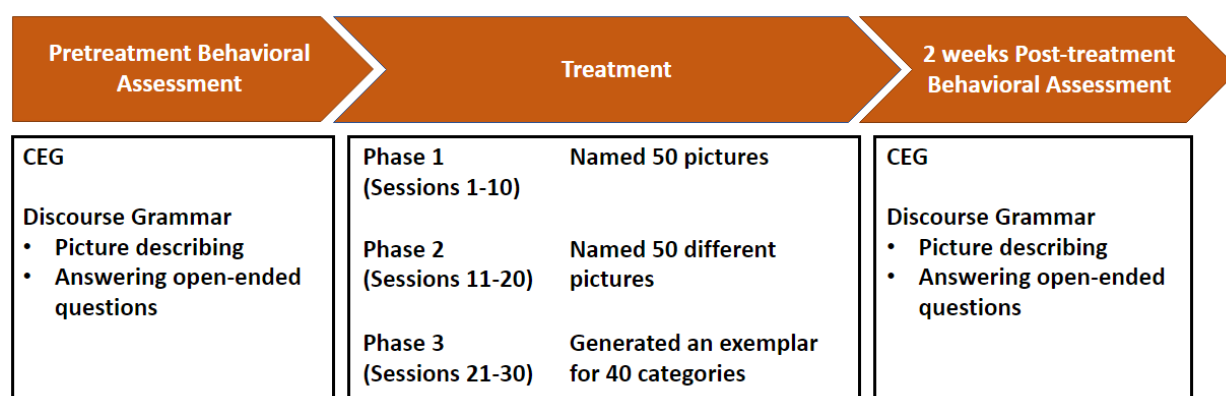 Pretreatment Behavioral
Assessment
Treatment
2 weeks Post-treatment
Behavioral Assessment
CEG
Discourse Grammar
• Picture describing
• Answering open-ended
questions
Phase 1 Named 50 pictures
(Sessions 1-10)
Phase 2 Named 50 different
(Sessions 11-20) pictures
Phase 3 Generated an exemplar
(Sessions 21-30) for 40 categories
CEG
Discourse Grammar
• Picture describing
• Answering open-ended
questions